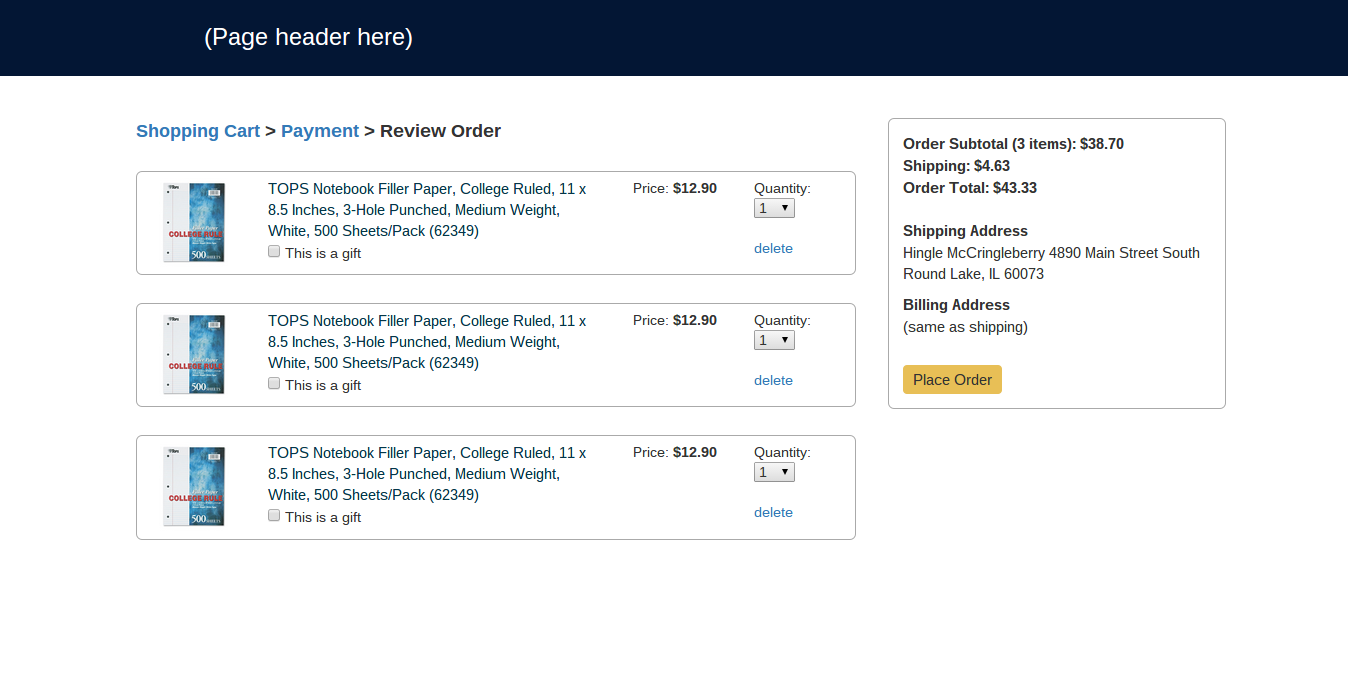 (Page header here)
Shopping Cart > Payment > Review Order
TOPS Notebook Filler Paper, College Ruled, 11 x
8.5 Inches, 3-Hole Punched, Medium Weight,
White, 500 Sheets/Pack (62349)
This is a gift
Price: $12.90
Quantity:
1
delete
COLLEGE RULE
500 SHEETS
TOPS Notebook Filler Paper, College Ruled, 11 x
8.5 Inches, 3-Hole Punched, Medium Weight,
White, 500 Sheets/Pack (62349)
This is a gift
Price: $12.90
Quantity:
1
delete
COLLEGE RULE
500 SHEETS
TOPS Notebook Filler Paper, College Ruled, 11 x
8.5 Inches, 3-Hole Punched, Medium Weight,
White, 500 Sheets/Pack (62349)
This is a gift
Price: $12.90
Quantity:
1
delete
COLLEGE RULE
500 SHEETS
Order Subtotal (3 items): $38.70
Shipping: $4.63
Order Total: $43.33
Shipping Address
Hingle McCringleberry 4890 Main Street South
Round Lake, IL 60073
Billing Address
(same as shipping)
Place Order